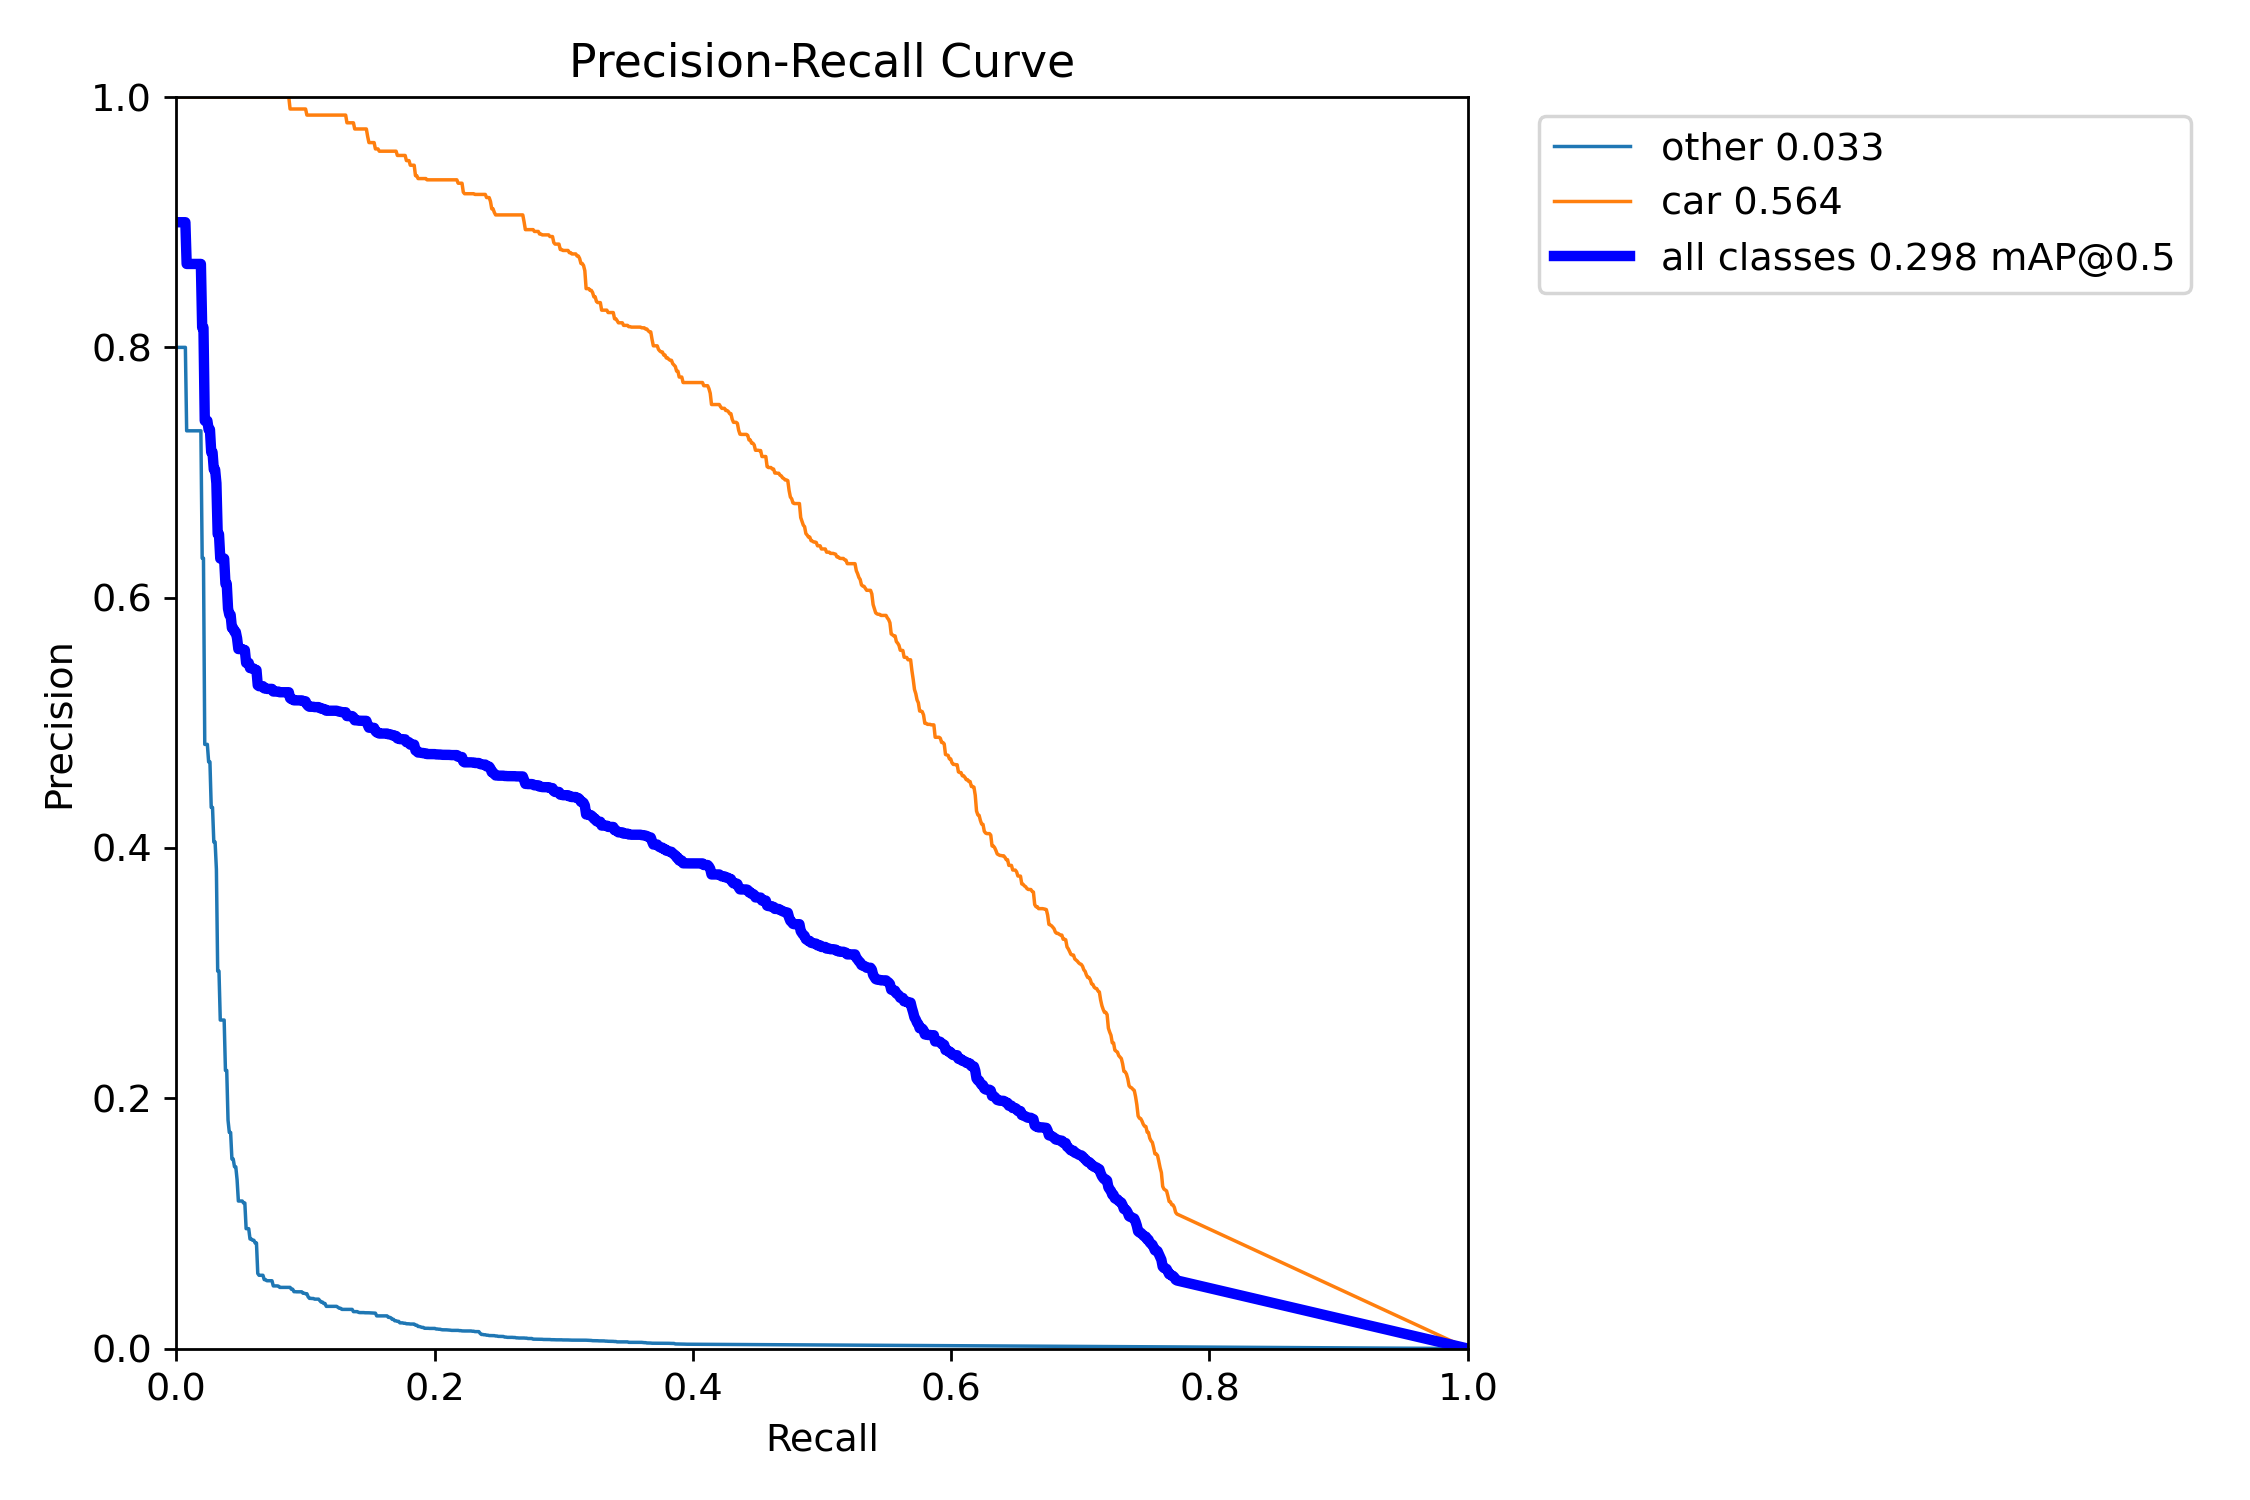 Precision-Recall Curve
1.0
0.8
0.6
0.4
0.2
0.0
Precision
0.0 0.2 0.4 0.6 0.8 1.0
Recall
other 0.033
car 0.564
all classes 0.298 mAP@0.5